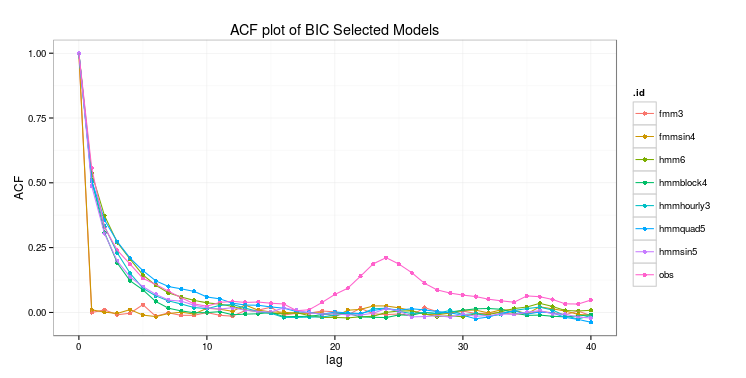 ACF plot of BIC Selected Models
1.00
0.75
0.50
0.25
0.00
ACF
0
10
20
30
40
lag
.id
fmm3
fmmsin4
hmm6
hmmblock4
hmmhourly3
hmmquad5
hmmsin5
obs